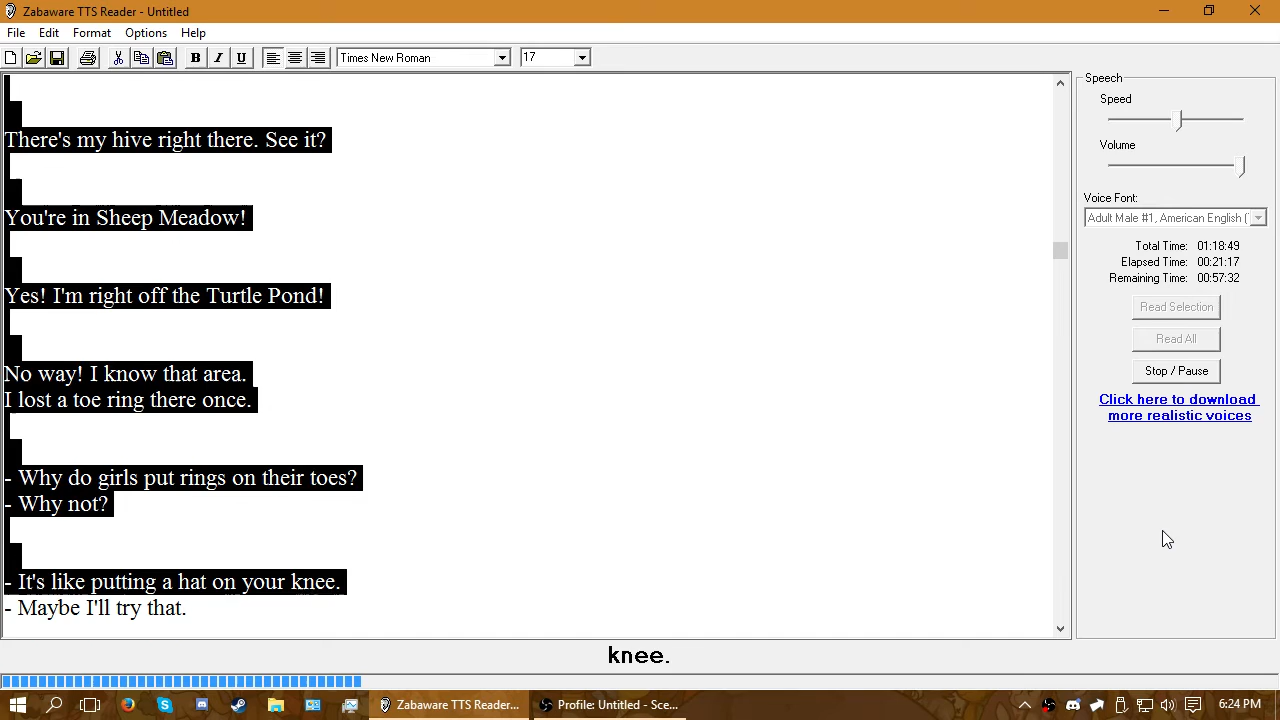 Zabaware TTS Reader - Untitled
File Edit Format Options Help
B I U Times New Roman 17
There's my hive right there. See it?
You're in Sheep Meadow!
Yes! I'm right off the Turtle Pond!
No way! I know that area.
I lost a toe ring there once.
- Why do girls put rings on their toes?
- Why not?
- It's like putting a hat on your knee.
- Maybe I'll try that.
knee.
Speech
Speed
Volume
Voice Font:
Adult Male #1, American English (
Total Time: 01:18:49
Elapsed Time: 00:21:17
Remaining Time: 00:57:32
Read Selection
Read All
Stop / Pause
Click here to download
more realistic voices
Zabaware TTS Reader...
Profile: Untitled - Sce...
6:24 PM